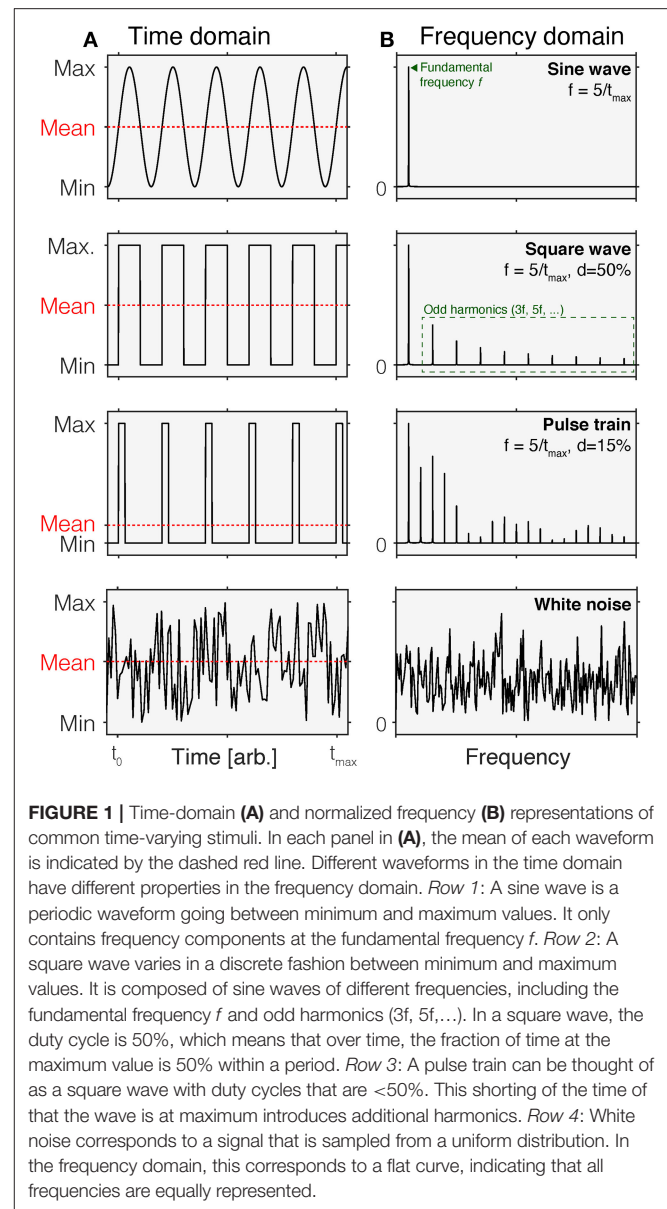 A Time domain
B Frequency domain
Max
Mean
Min
Fundamental
frequency f
Sine wave
f = 5/tmax
0
Max.
Mean
Min
Square wave
f = 5/tmax, d=50%
Odd harmonics (3f, 5f, ...)
0
Max
Mean
Min
Pulse train
f = 5/tmax, d=15%
0
Max
Mean
Min
White noise
0
t0 Time [arb.] tmax
Frequency
FIGURE 1 | Time-domain (A) and normalized frequency (B) representations of
common time-varying stimuli. In each panel in (A), the mean of each waveform
is indicated by the dashed red line. Different waveforms in the time domain
have different properties in the frequency domain. Row 1: A sine wave is a
periodic waveform going between minimum and maximum values. It only
contains frequency components at the fundamental frequency f. Row 2: A
square wave varies in a discrete fashion between minimum and maximum
values. It is composed of sine waves of different frequencies, including the
fundamental frequency f and odd harmonics (3f, 5f,...). In a square wave, the
duty cycle is 50%, which means that over time, the fraction of time at the
maximum value is 50% within a period. Row 3: A pulse train can be thought of
as a square wave with duty cycles that are <50%. This shorting of the time of
that the wave is at maximum introduces additional harmonics. Row 4: White
noise corresponds to a signal that is sampled from a uniform distribution. In
the frequency domain, this corresponds to a flat curve, indicating that all
frequencies are equally represented.